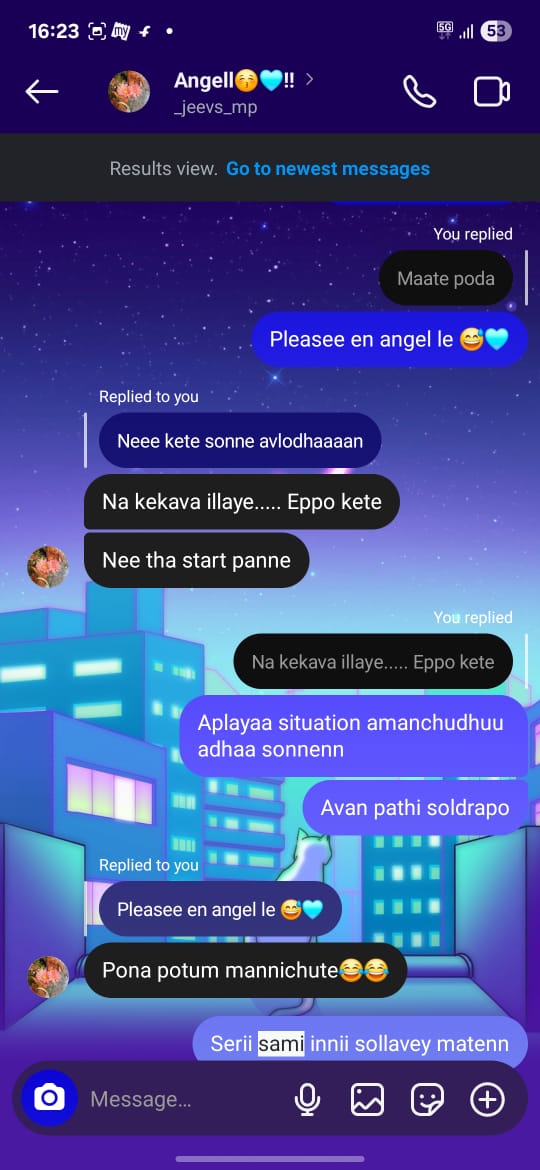 16:23
5G
53
Angell😚🩵!!
_jeevs_mp
Results view. Go to newest messages
You replied
Maate poda
Pleasee en angel le 😅🩵
Replied to you
Neee kete sonne avlodhaaaan
Na kekava illaye..... Eppo kete
Nee tha start panne
You replied
Na kekava illaye..... Eppo kete
Aplayaa situation amanchudhuu
adhaa sonnenn
Avan pathi soldrapo
Replied to you
Pleasee en angel le 😅🩵
Pona potum mannichute😂😂
Serii sami innii sollavey matenn
Message...